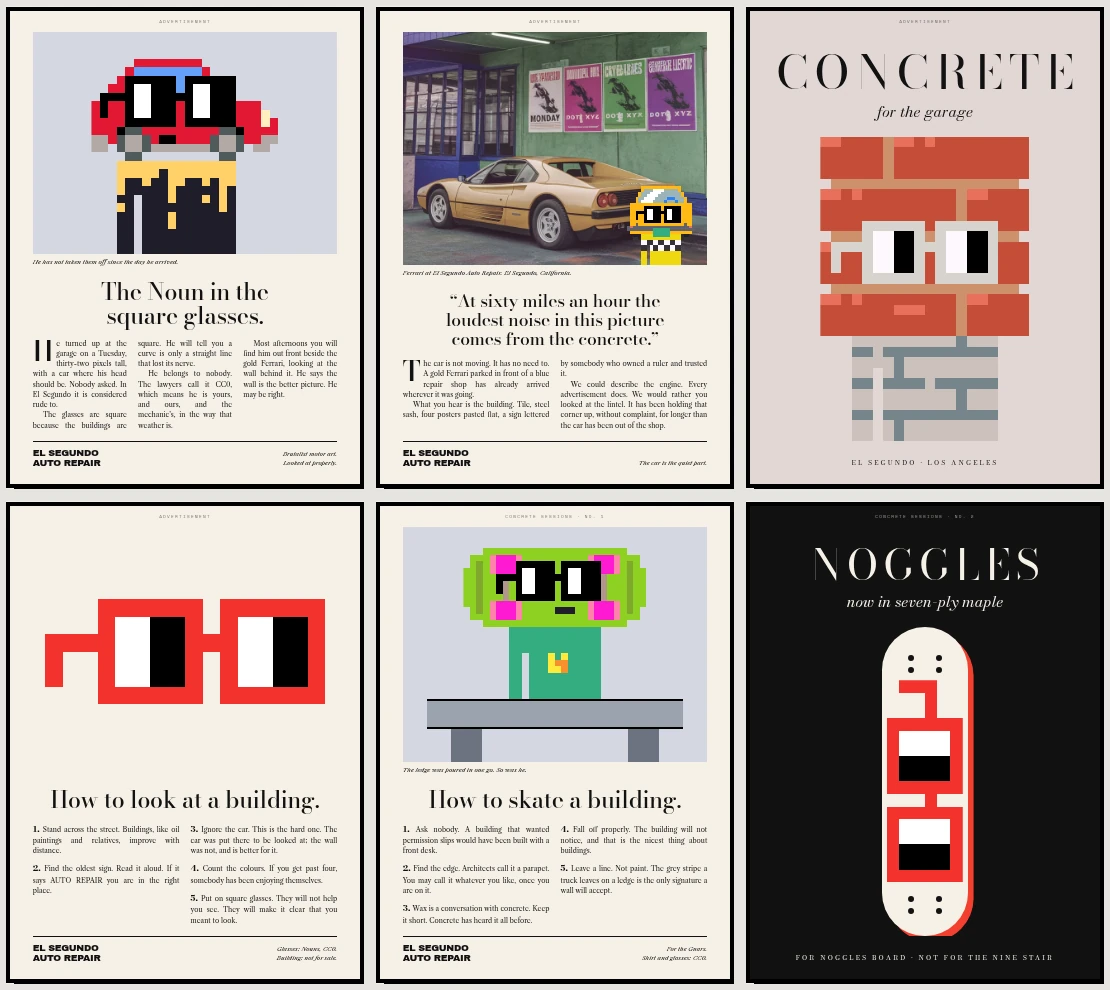 ADVERTISEMENT
He has not taken them off since the day he arrived.
The Noun in the
square glasses.
He turned up at the
garage on a Tuesday,
thirty-two pixels tall,
with a car where his head
should be. Nobody asked. In
El Segundo it is considered
rude to.
The glasses are square
because the buildings are
square. He will tell you a
curve is only a straight line
that lost its nerve.
He belongs to nobody.
The lawyers call it CC0,
which means he is yours,
and ours, and the
mechanic's, in the way that
weather is.
Most afternoons you will
find him out front beside the
gold Ferrari, looking at the
wall behind it. He says the
wall is the better picture. He
may be right.
EL SEGUNDO
AUTO REPAIR
Brutalist motor art.
Looked at properly.
ADVERTISEMENT
MONDAY
Ferrari at El Segundo Auto Repair. El Segundo, California.
“At sixty miles an hour the
loudest noise in this picture
comes from the concrete.”
The car is not moving. It has no need to.
A gold Ferrari parked in front of a blue
repair shop has already arrived
wherever it was going.
What you hear is the building. Tile, steel
sash, four posters pasted flat, a sign lettered
by somebody who owned a ruler and trusted
it.
We could describe the engine. Every
advertisement does. We would rather you
looked at the lintel. It has been holding that
corner up, without complaint, for longer than
the car has been out of the shop.
EL SEGUNDO
AUTO REPAIR
The car is the quiet part.
ADVERTISEMENT
CONCRETE
for the garage
EL SEGUNDO · LOS ANGELES
ADVERTISEMENT
How to look at a building.
1. Stand across the street. Buildings, like oil
paintings and relatives, improve with
distance.
2. Find the oldest sign. Read it aloud. If it
says AUTO REPAIR you are in the right
place.
3. Ignore the car. This is the hard one. The
car was put there to be looked at; the wall
was not, and is better for it.
4. Count the colours. If you get past four,
somebody has been enjoying themselves.
5. Put on square glasses. They will not help
you see. They will make it clear that you
meant to look.
EL SEGUNDO
AUTO REPAIR
Glasses: Nouns, CC0.
Building: not for sale.
CONCRETE SESSIONS · NO.
The ledge was poured in one go. So was he.
How to skate a building.
1. Ask nobody. A building that wanted
permission slips would have been built with a
front desk.
2. Find the edge. Architects call it a parapet.
You may call it whatever you like, once you
are on it.
3. Wax is a conversation with concrete. Keep
it short. Concrete has heard it all before.
4. Fall off properly. The building will not
notice, and that is the nicest thing about
buildings.
5. Leave a line. Not paint. The grey stripe a
truck leaves on a ledge is the only signature a
wall will accept.
EL SEGUNDO
AUTO REPAIR
For the Gnars.
Shirt and glasses: CC0.
CONCRETE SESSIONS · NO.
NOGGLES
now in seven-ply maple
FOR NOGGLES BOARD · NOT FOR THE NINE STAIR